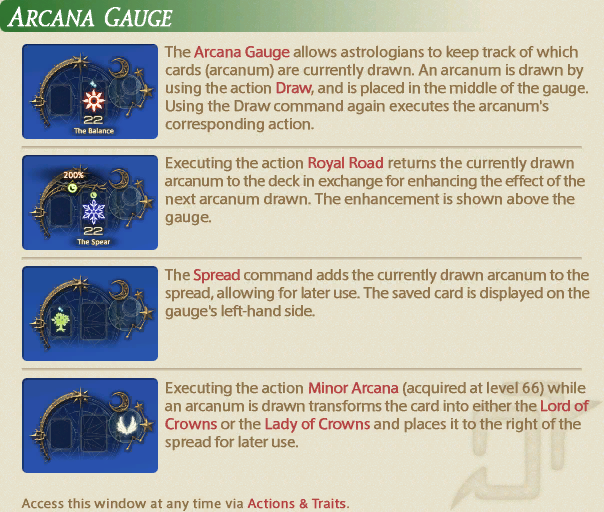 ARCANA GAUGE
The Arcana Gauge allows astrologians to keep track of which
cards (arcanum) are currently drawn. An arcanum is drawn by
using the action Draw, and is placed in the middle of the gauge.
Using the Draw command again executes the arcanum's
corresponding action.
22
The Balance
Executing the action Royal Road returns the currently drawn
arcanum to the deck in exchange for enhancing the effect of the
next arcanum drawn. The enhancement is shown above the
gauge.
200%
22
The Spear
The Spread command adds the currently drawn arcanum to the
spread, allowing for later use. The saved card is displayed on the
gauge's left-hand side.
Executing the action Minor Arcana (acquired at level 66) while
an arcanum is drawn transforms the card into either the Lord of
Crowns or the Lady of Crowns and places it to the right of the
spread for later use.
Access this window at any time via Actions & Traits.